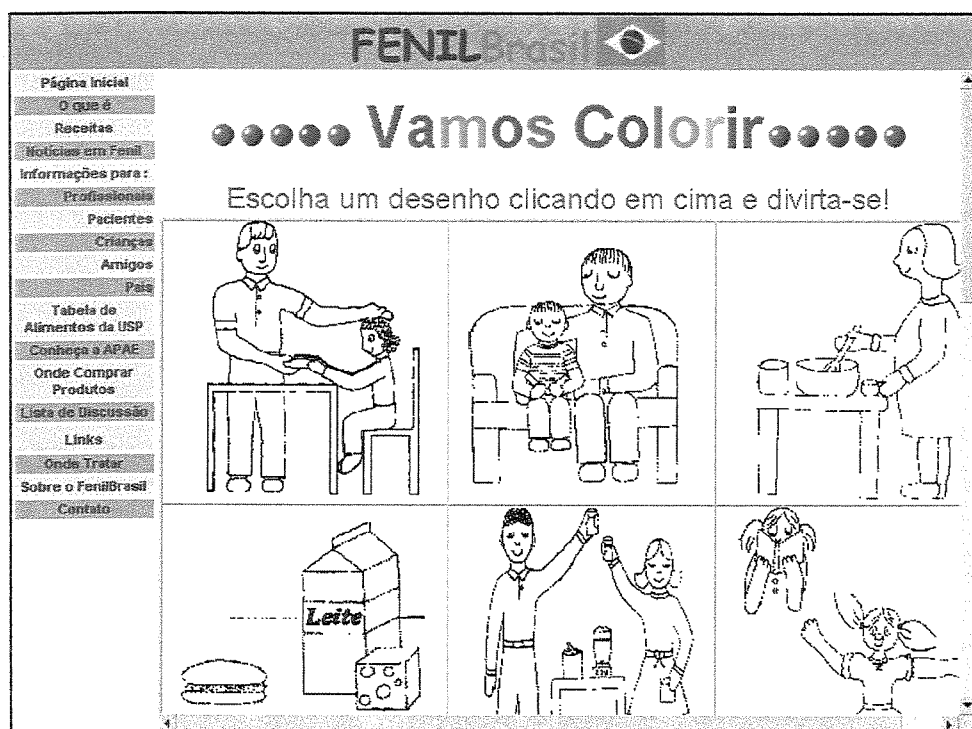 FENILBrasil
Página Inicial
O que é
Receitas
Notícias em Fenil
Informações para :
Profissionais
Pacientes
Crianças
Amigos
Pais
Tabela de
Alimentos da USP
Conheça a APAE
Onde Comprar
Produtos
Lista de Discussão
Links
Onde Tratar
Sobre o FenilBrasil
Contato
Vamos Colorir
Escolha um desenho clicando em cima e divirta-se!
Leite